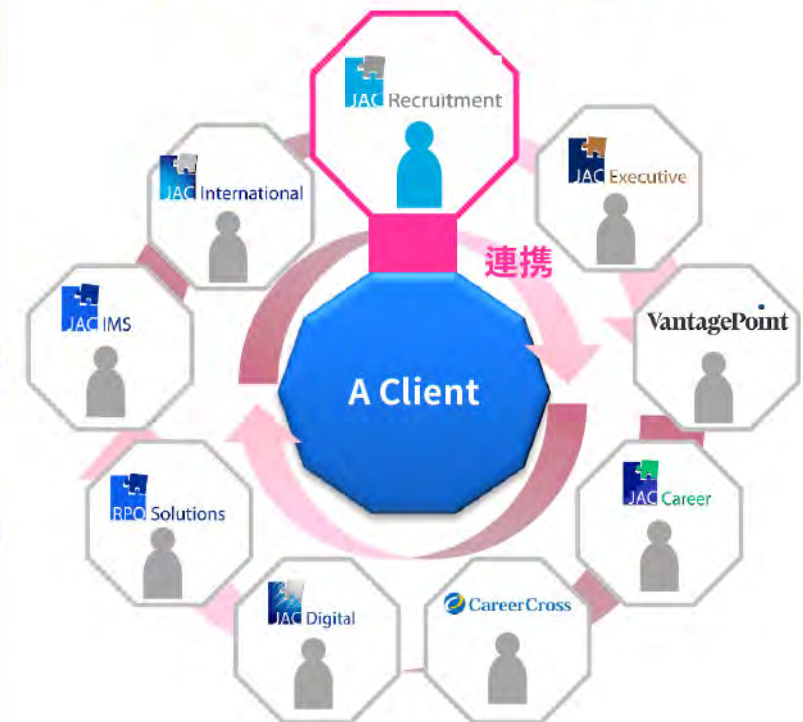 JAC Recruitment
JAC International
JAC Executive
連携
JAC IMS
VantagePoint
A Client
RPO Solutions
JAC Career
JAC Digital
CareerCross